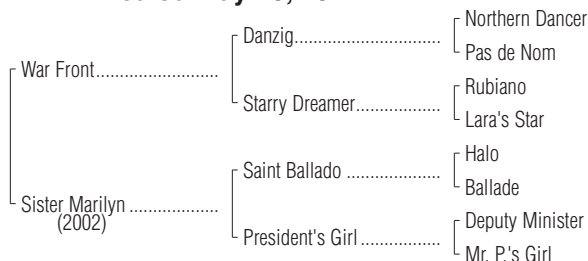 Northern Dancer
Danzig
Pas de Nom
War Front
Rubiano
Starry Dreamer
Lara's Star
Halo
Saint Ballado
Ballade
Sister Marilyn
(2002)
Deputy Minister
President's Girl
Mr. P.'s Girl